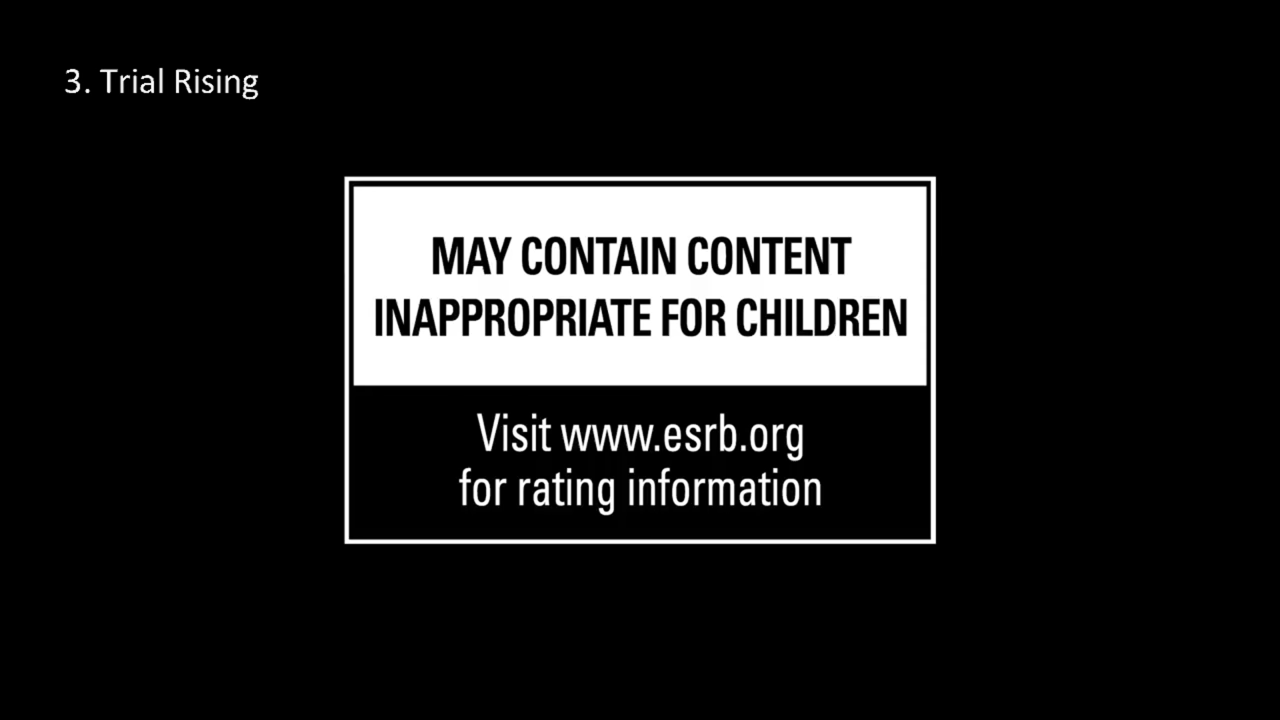 3. Trial Rising
MAY CONTAIN CONTENT
INAPPROPRIATE FOR CHILDREN
Visit www.esrb.org
for rating information